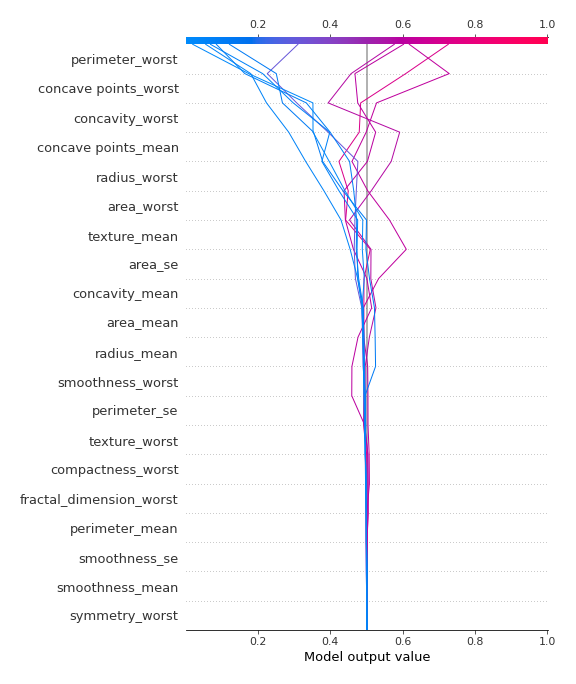 0.2 0.4 0.6 0.8 1.0
perimeter_worst
concave points_worst
concavity_worst
concave points_mean
radius_worst
area_worst
texture_mean
area_se
concavity_mean
area_mean
radius_mean
smoothness_worst
perimeter_se
texture_worst
compactness_worst
fractal_dimension_worst
perimeter_mean
smoothness_se
smoothness_mean
symmetry_worst
0.2 0.4 0.6 0.8 1.0
Model output value